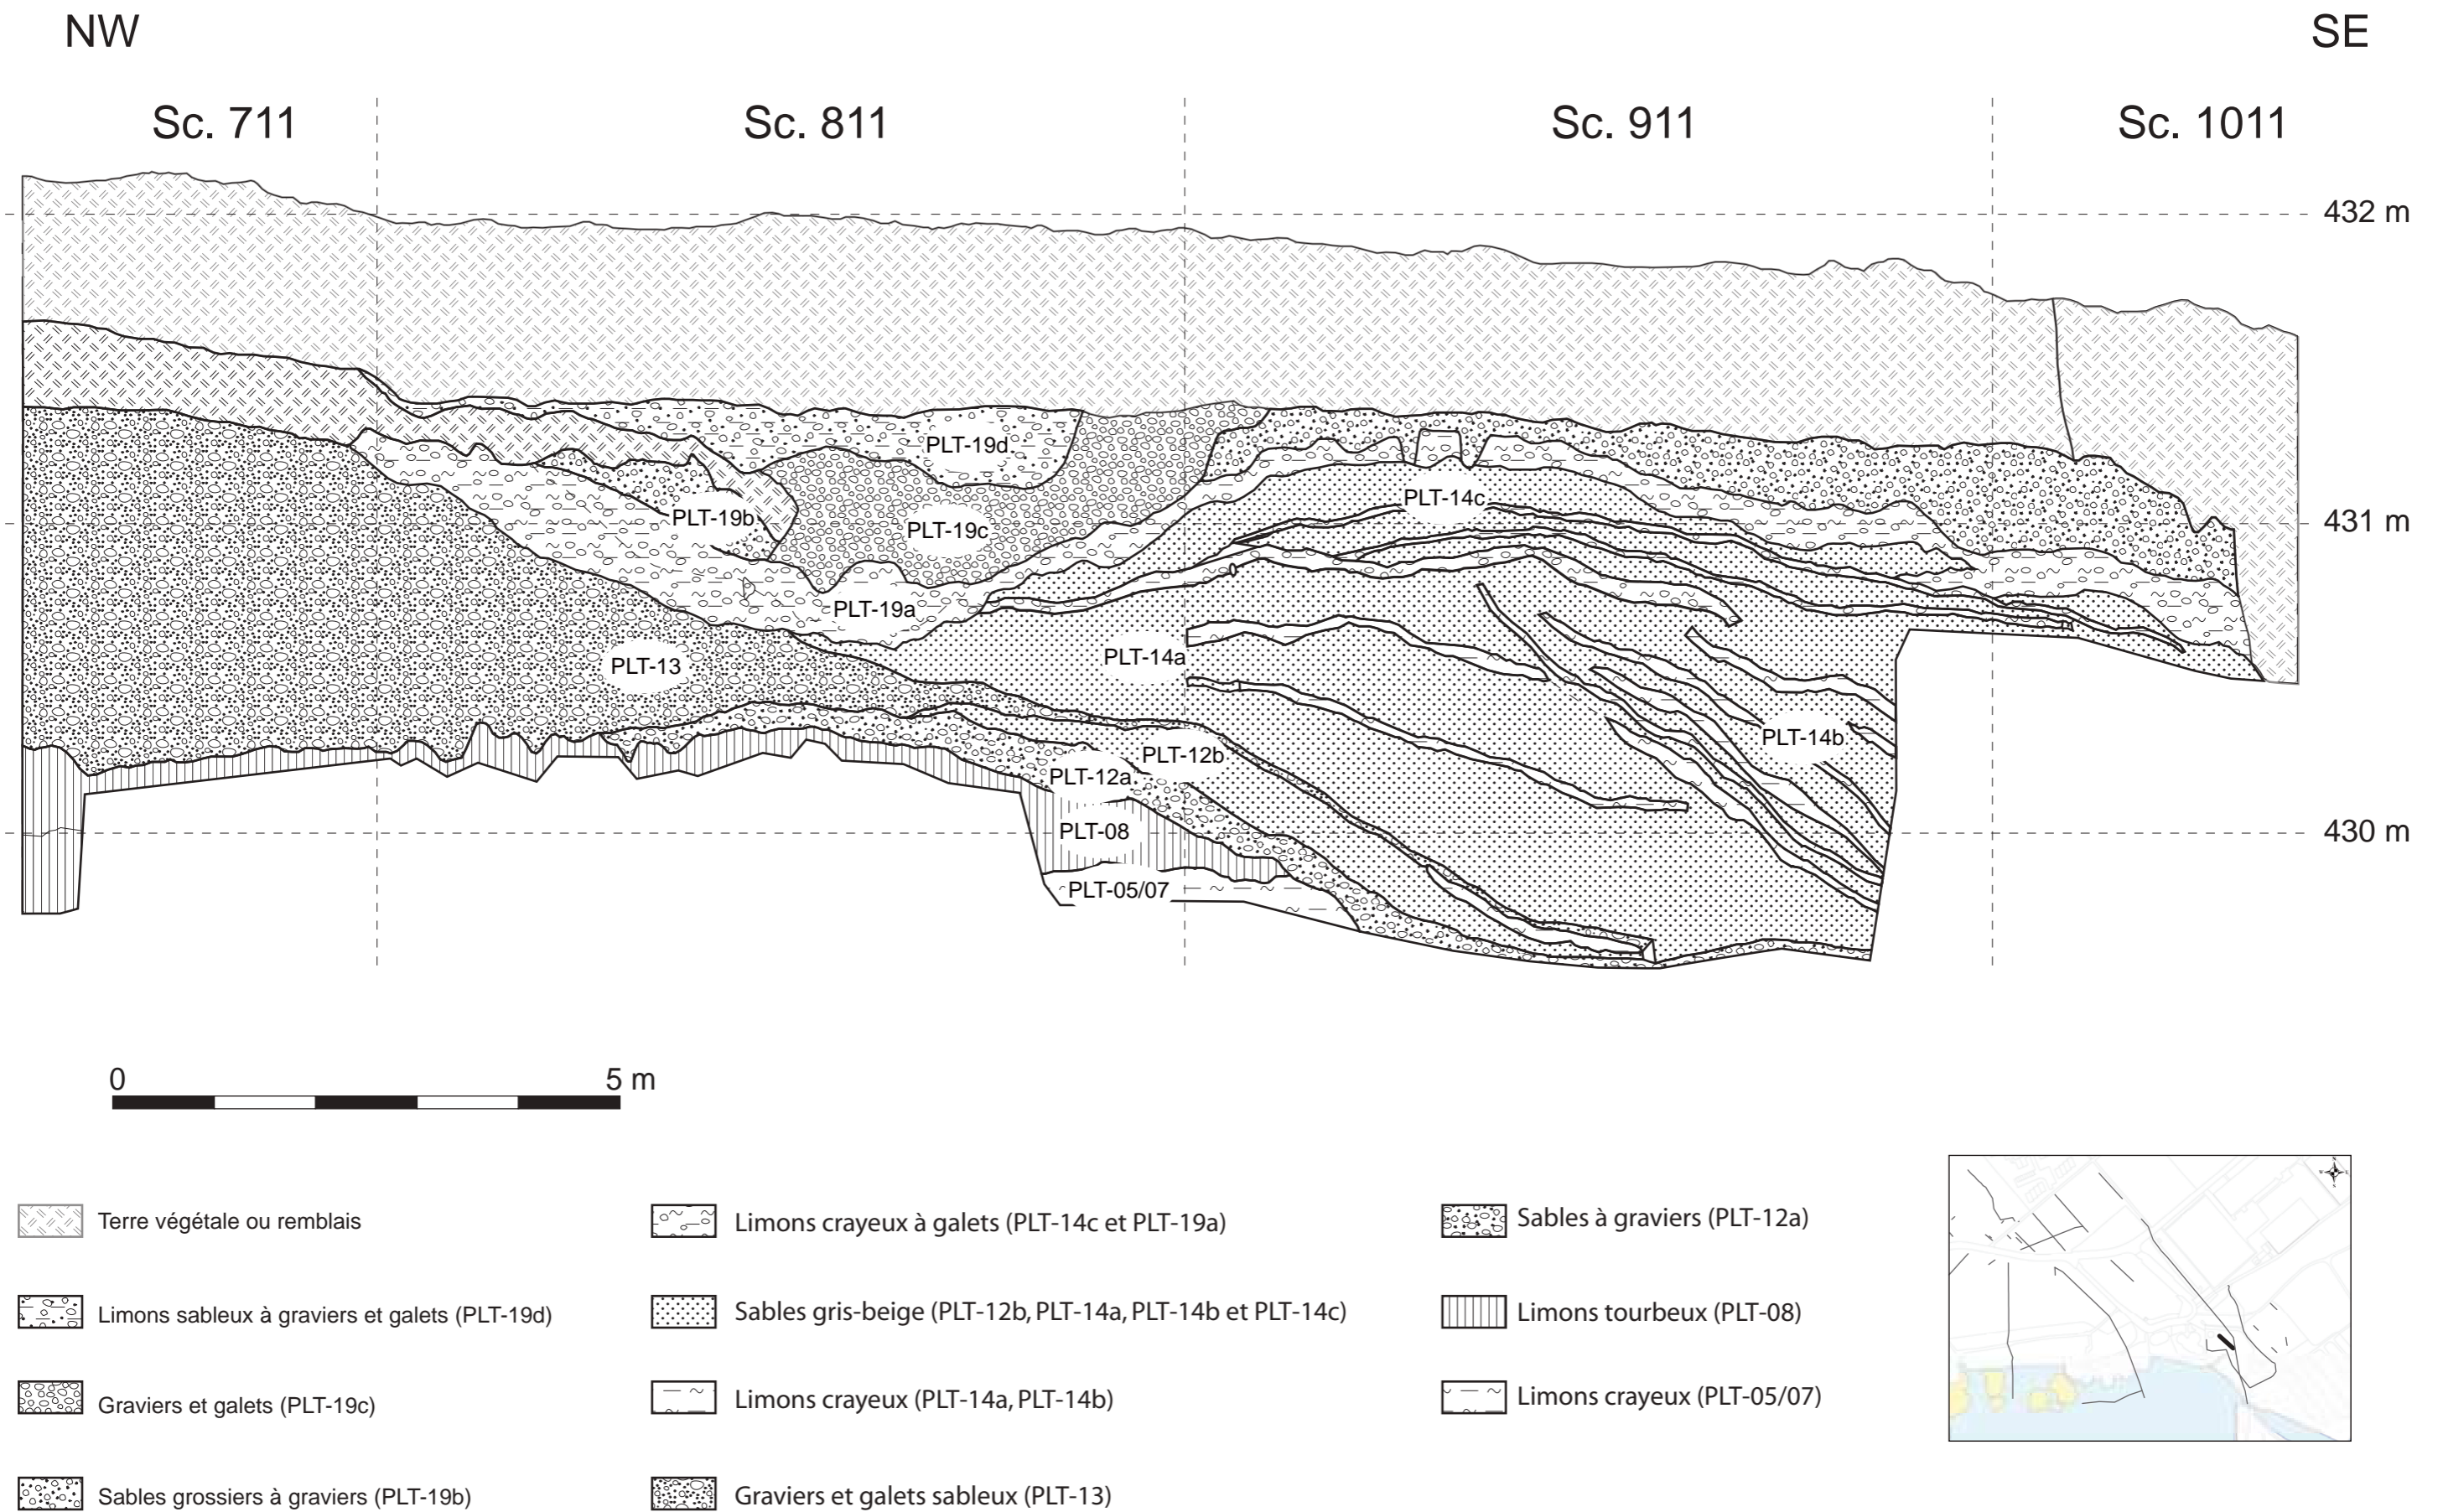 NW
SE
Sc. 711
Sc. 811
Sc. 911
Sc. 1011
432 m
PLT-19d
PLT-14c
PLT-19b
PLT-19c
431 m
PLT-19a
PLT-14a
PLT-13
PLT-14b
PLT-12b
PLT-12a
PLT-08
430 m
PLT-05/07
0
5 m
Terre végétale ou remblais
Limons sableux à graviers et galets (PLT-19d)
Graviers et galets (PLT-19c)
Sables grossiers à graviers (PLT-19b)
Limons crayeux à galets (PLT-14c et PLT-19a)
Sables gris-beige (PLT-12b, PLT-14a, PLT-14b et PLT-14c)
Limons crayeux (PLT-14a, PLT-14b)
Graviers et galets sableux (PLT-13)
Sables à graviers (PLT-12a)
Limons tourbeux (PLT-08)
Limons crayeux (PLT-05/07)